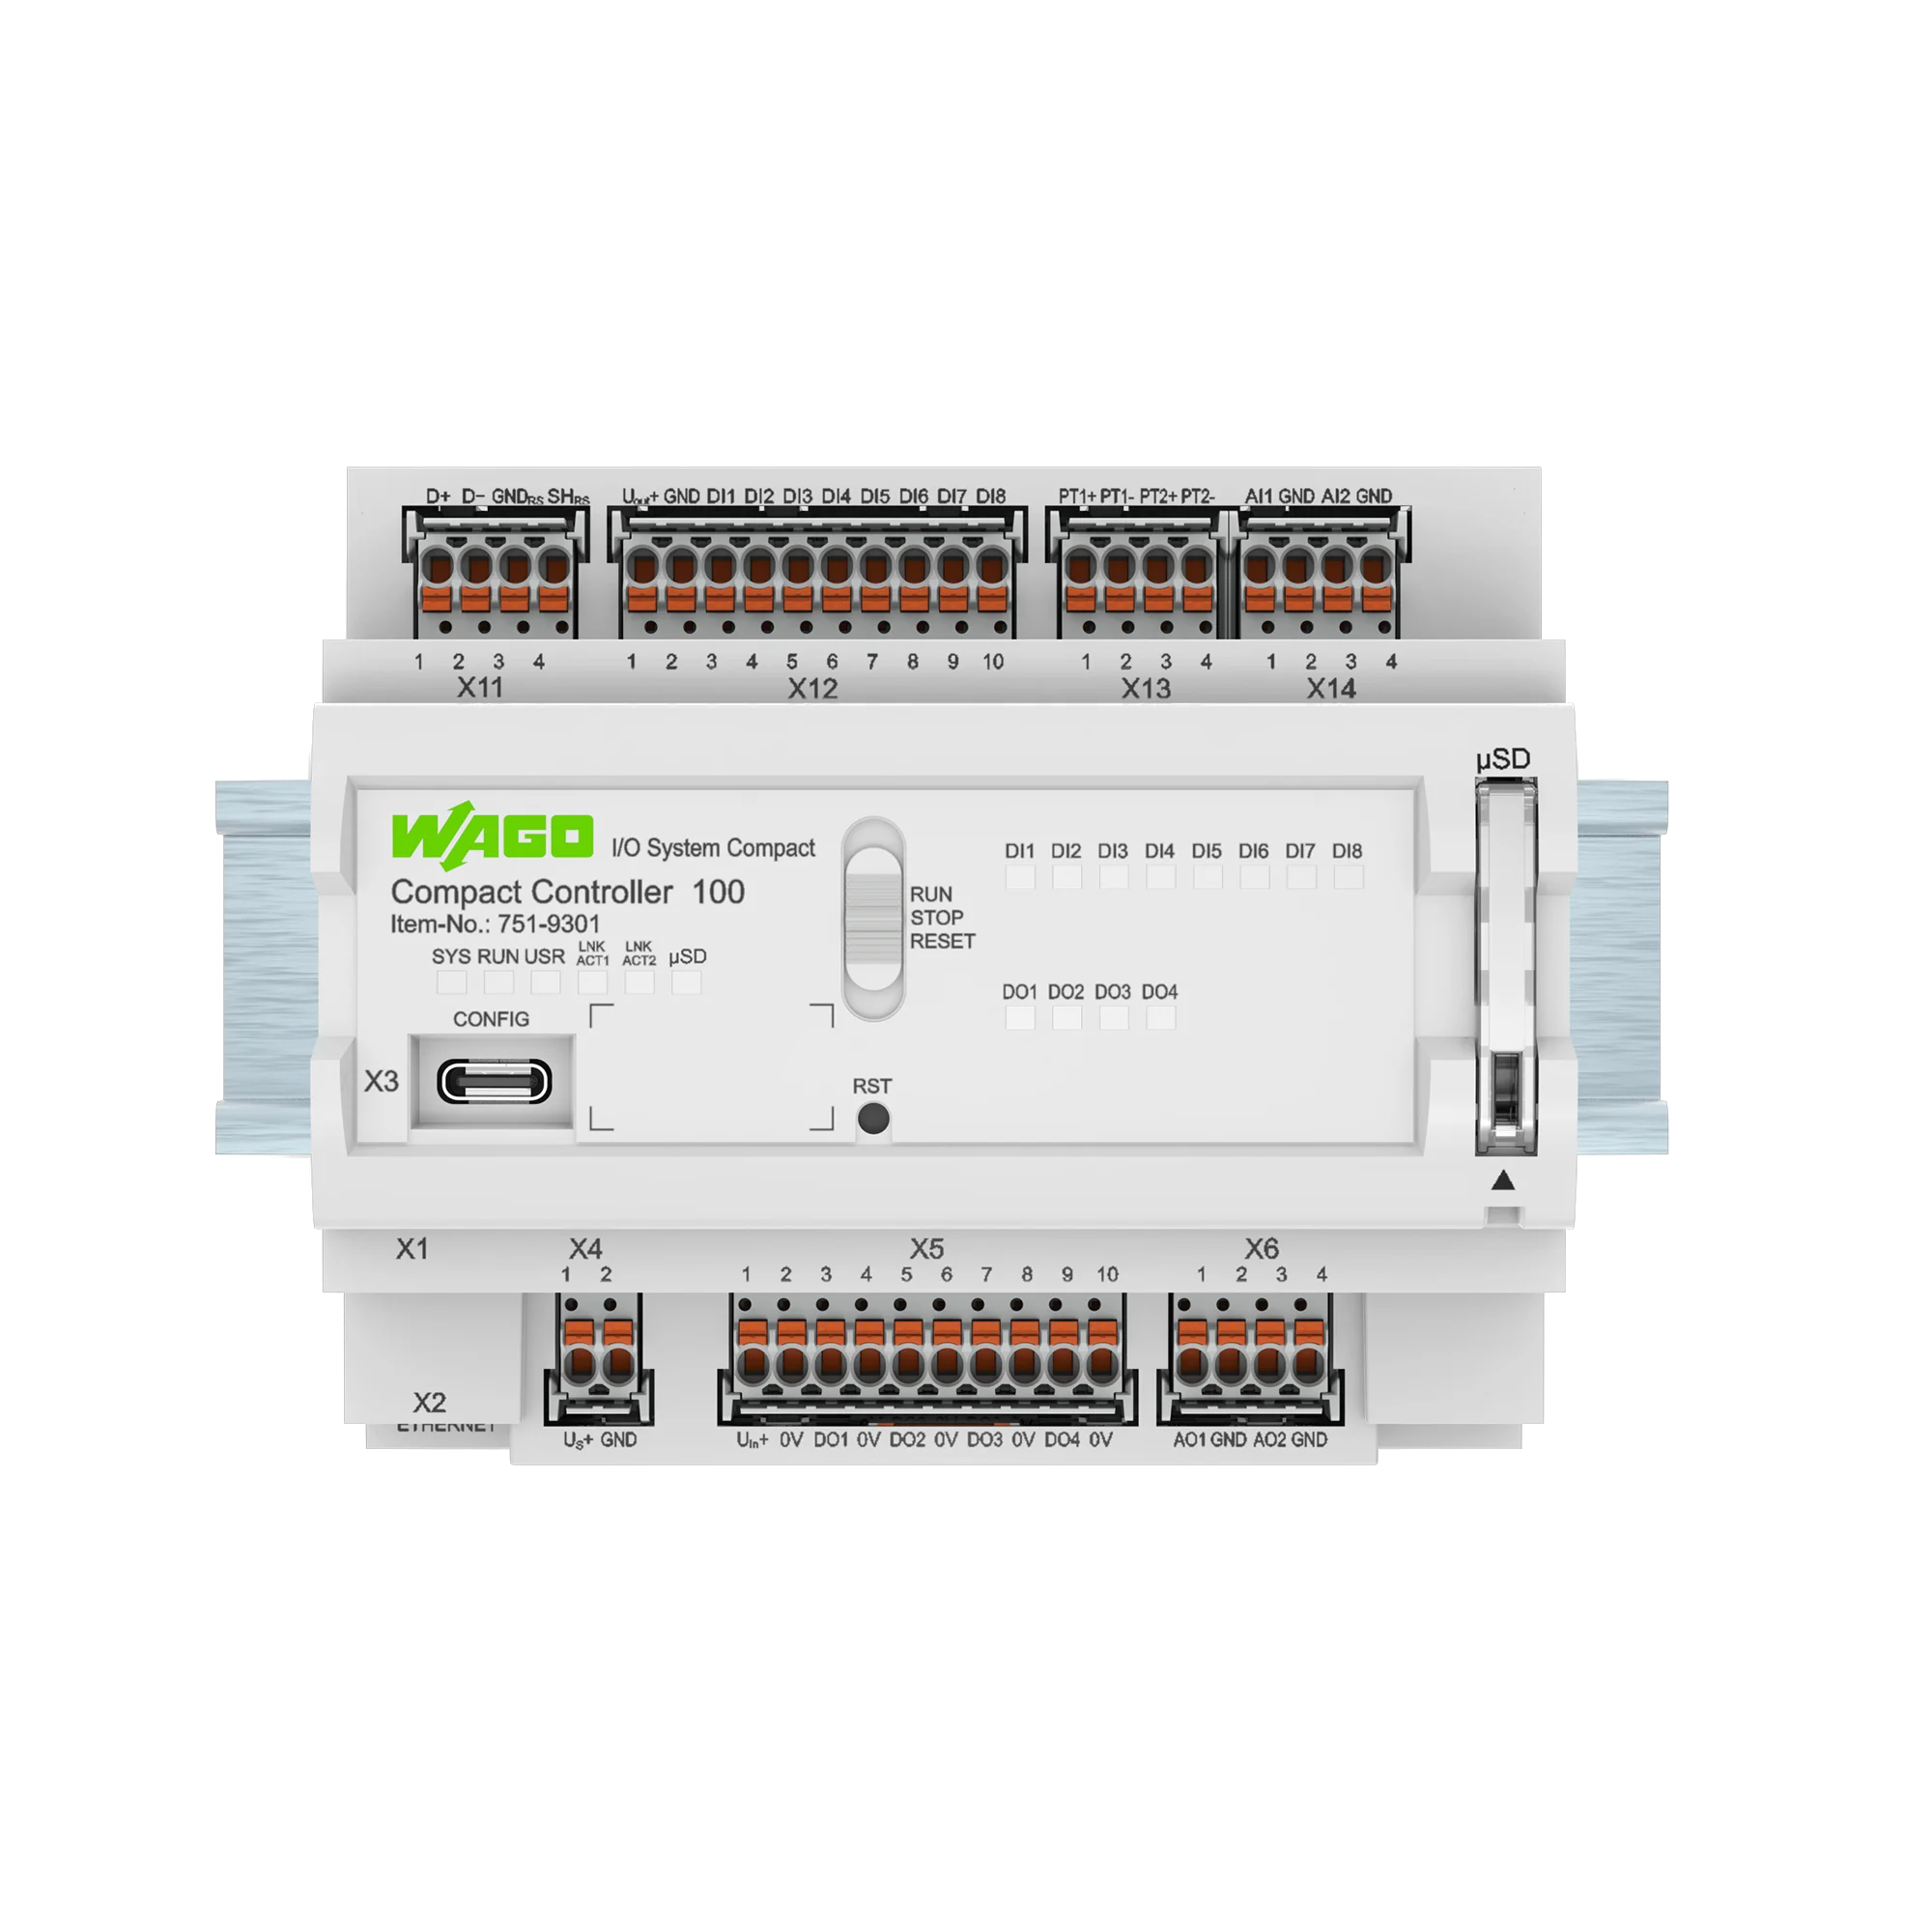 D+ D- GNDRS SHRS Uout+ GND DI1 DI2 DI3 DI4 DI5 DI6 DI7 DI8 PT1+ PT1- PT2+ PT2- AI1 GND AI2 GND
1 2 3 4 1 2 3 4 5 6 7 8 9 10 1 2 3 4 1 2 3 4
X11 X12 X13 X14
µSD
WAGO I/O System Compact
Compact Controller 100
Item-No.: 751-9301
SYS RUN USR LNK ACT1 LNK ACT2 µSD
CONFIG
X3
RUN
STOP
RESET
RST
DI1 DI2 DI3 DI4 DI5 DI6 DI7 DI8
DO1 DO2 DO3 DO4
X1 X4 X5 X6
1 2 1 2 3 4 5 6 7 8 9 10 1 2 3 4
X2
ETHERNET
US+ GND Uin+ 0V DO1 0V DO2 0V DO3 0V DO4 0V AO1 GND AO2 GND